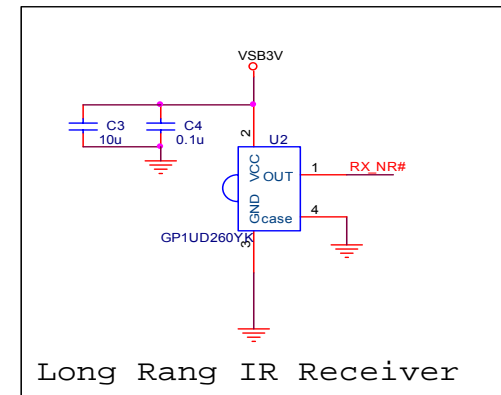 VSB3V
C3
10u
C4
0.1u
2
U2
VCC
OUT
1
RX_NR#
GND
case
4
GP1UD260YK
3
Long Rang IR Receiver